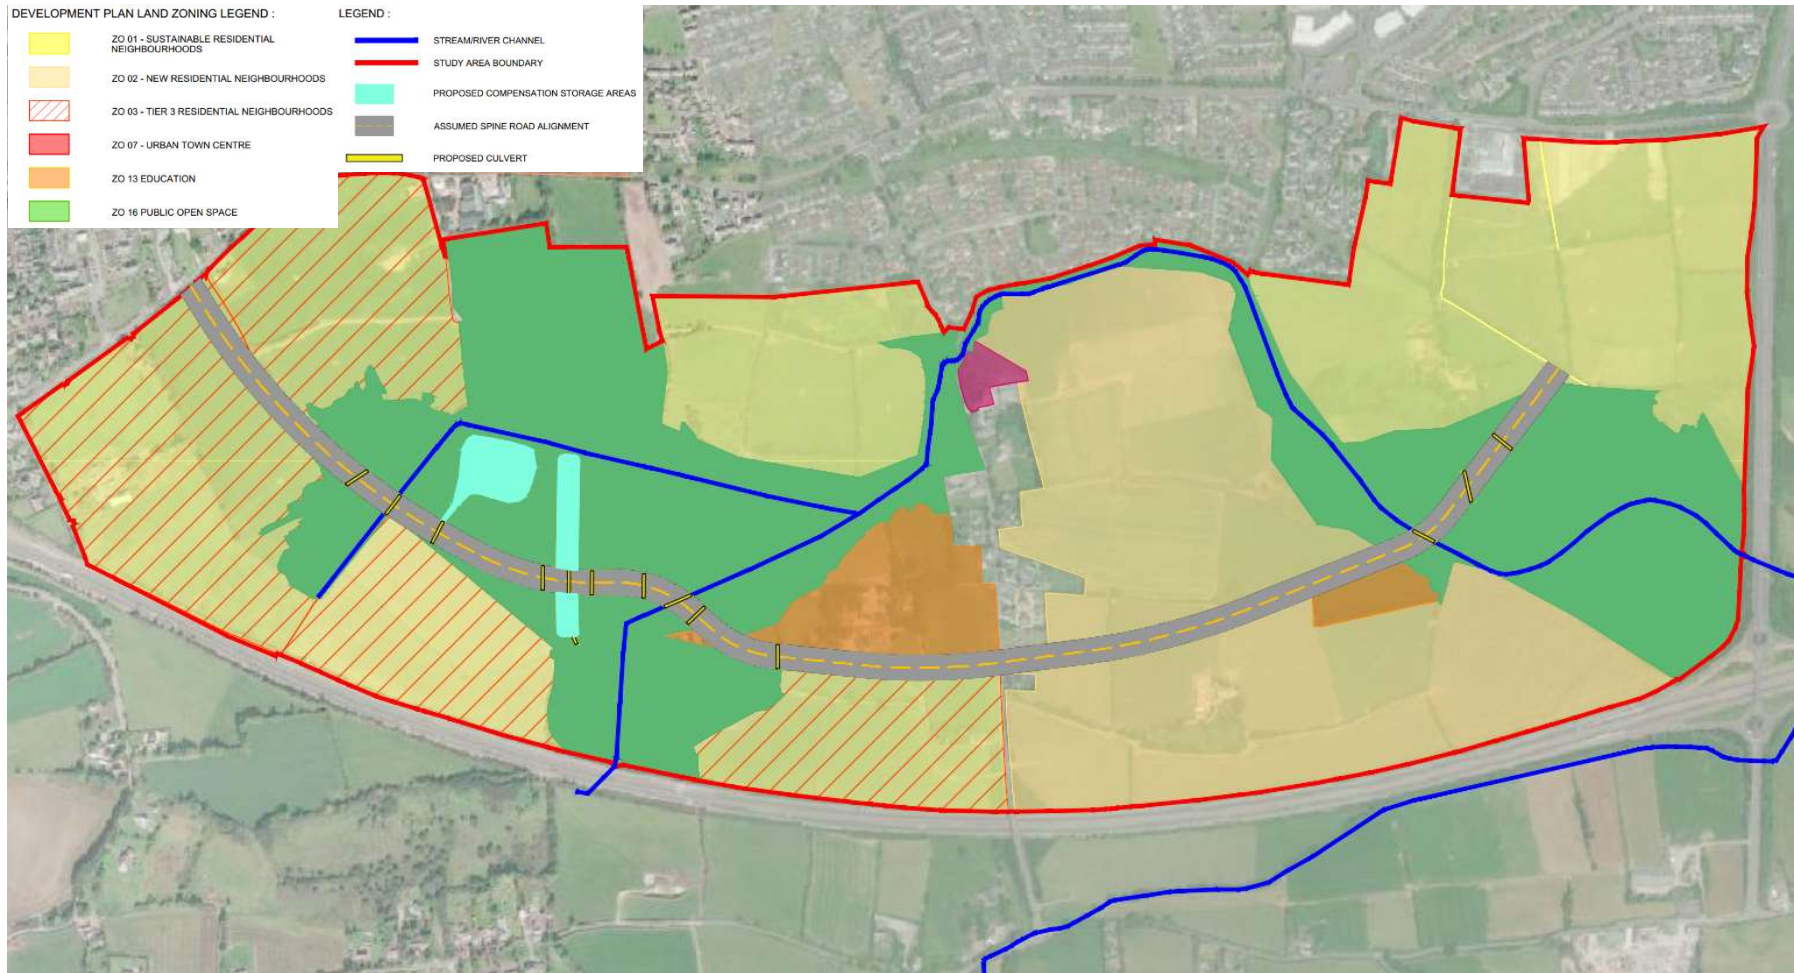 DEVELOPMENT PLAN LAND ZONING LEGEND :
ZO 01 - SUSTAINABLE RESIDENTIAL
NEIGHBOURHOODS
ZO 02 - NEW RESIDENTIAL NEIGHBOURHOODS
ZO 03 - TIER 3 RESIDENTIAL NEIGHBOURHOODS
ZO 07 - URBAN TOWN CENTRE
ZO 13 EDUCATION
ZO 16 PUBLIC OPEN SPACE
LEGEND :
STREAM/RIVER CHANNEL
STUDY AREA BOUNDARY
PROPOSED COMPENSATION STORAGE AREAS
ASSUMED SPINE ROAD ALIGNMENT
PROPOSED CULVERT